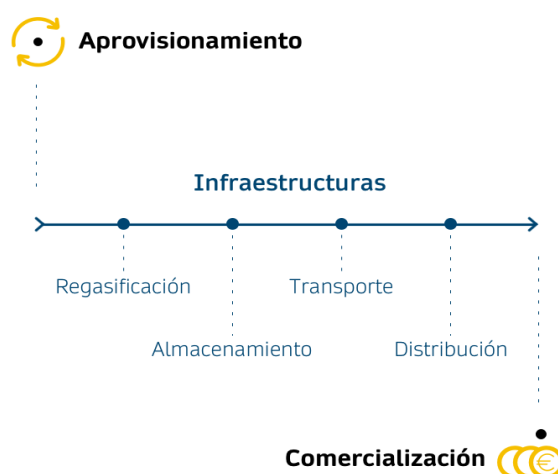 Aprovisionamiento
Infraestructuras
Regasificación
Transporte
Almacenamiento
Distribución
Comercialización
€